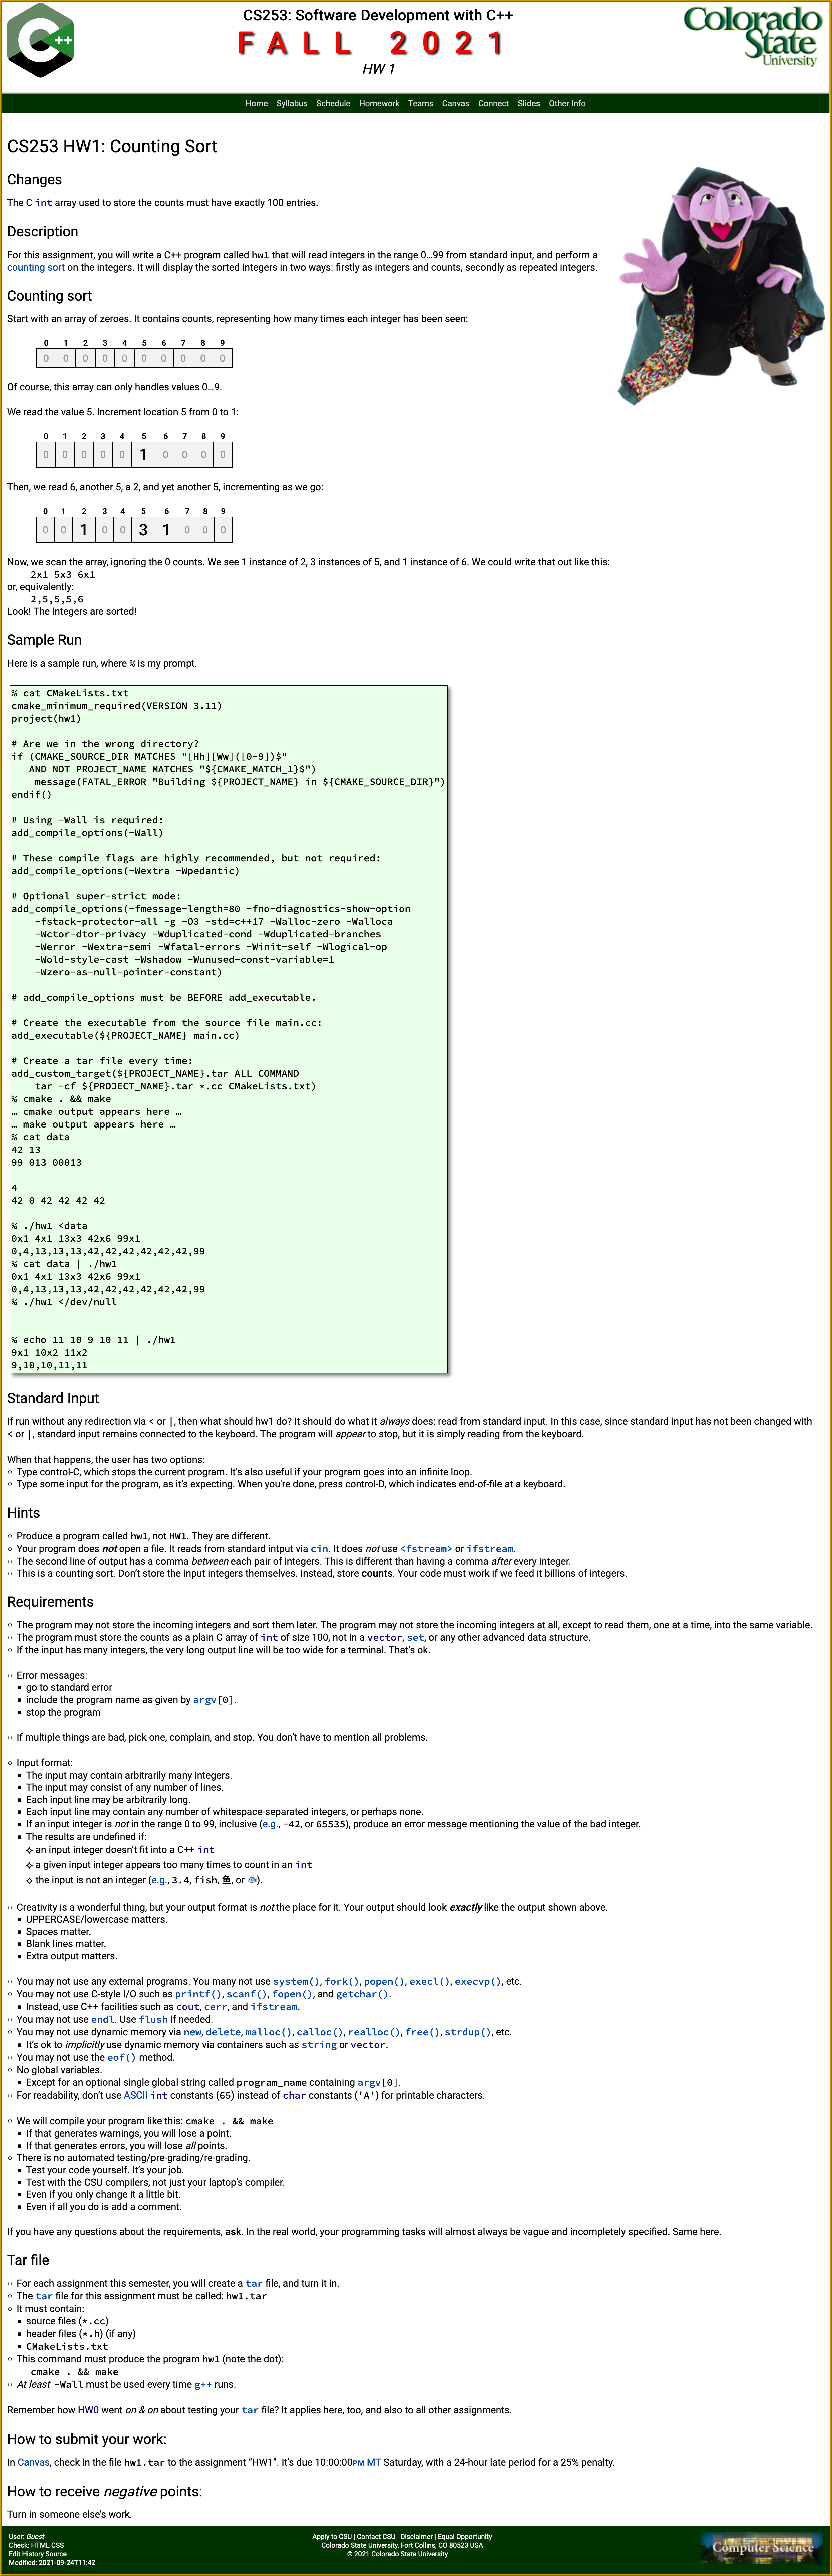 C++
CS253: Software Development with C++
FALL 2021
HW 1
Colorado
State
University
Home Syllabus Schedule Homework Teams Canvas Connect Slides Other Info
CS253 HW1: Counting Sort
Changes
The C int array used to store the counts must have exactly 100 entries.
Description
For this assignment, you will write a C++ program called hw1 that will read integers in the range 0…99 from standard input, and perform a
counting sort on the integers. It will display the sorted integers in two ways: firstly as integers and counts, secondly as repeated integers.
Counting sort
Start with an array of zeroes. It contains counts, representing how many times each integer has been seen:
0 1 2 3 4 5 6 7 8 9
0 0 0 0 0 0 0 0 0 0
Of course, this array can only handles values 0…9.
We read the value 5. Increment location 5 from 0 to 1:
0 1 2 3 4 5 6 7 8 9
0 0 0 0 0 1 0 0 0 0
Then, we read 6, another 5, a 2, and yet another 5, incrementing as we go:
0 1 2 3 4 5 6 7 8 9
0 0 1 0 0 3 1 0 0 0
Now, we scan the array, ignoring the 0 counts. We see 1 instance of 2, 3 instances of 5, and 1 instance of 6. We could write that out like this:
2x1 5x3 6x1
or, equivalently:
2,5,5,5,6
Look! The integers are sorted!
Sample Run
Here is a sample run, where % is my prompt.
% cat CMakeLists.txt
cmake_minimum_required(VERSION 3.11)
project(hw1)
# Are we in the wrong directory?
if (CMAKE_SOURCE_DIR MATCHES "[Hh][Ww]([0-9])$"
AND NOT PROJECT_NAME MATCHES "${CMAKE_MATCH_1}$")
message(FATAL_ERROR "Building ${PROJECT_NAME} in ${CMAKE_SOURCE_DIR}")
endif()
# Using -Wall is required:
add_compile_options(-Wall)
# These compile flags are highly recommended, but not required:
add_compile_options(-Wextra -Wpedantic)
# Optional super-strict mode:
add_compile_options(-fmessage-length=80 -fno-diagnostics-show-option
-fstack-protector-all -g -O3 -std=c++17 -Walloc-zero -Walloca
-Wctor-dtor-privacy -Wduplicated-cond -Wduplicated-branches
-Werror -Wextra-semi -Wfatal-errors -Winit-self -Wlogical-op
-Wold-style-cast -Wshadow -Wunused-const-variable=1
-Wzero-as-null-pointer-constant)
# add_compile_options must be BEFORE add_executable.
# Create the executable from the source file main.cc:
add_executable(${PROJECT_NAME} main.cc)
# Create a tar file every time:
add_custom_target(${PROJECT_NAME}.tar ALL COMMAND
tar -cf ${PROJECT_NAME}.tar *.cc CMakeLists.txt)
% cmake . && make
… cmake output appears here …
… make output appears here …
% cat data
42 13
99 013 00013
4
42 0 42 42 42 42
% ./hw1 <data
0x1 4x1 13x3 42x6 99x1
0,4,13,13,13,42,42,42,42,42,42,99
% cat data | ./hw1
0x1 4x1 13x3 42x6 99x1
0,4,13,13,13,42,42,42,42,42,42,99
% ./hw1 </dev/null
% echo 11 10 9 10 11 | ./hw1
9x1 10x2 11x2
9,10,10,11,11
Standard Input
If run without any redirection via < or |, then what should hw1 do? It should do what it always does: read from standard input. In this case, since standard input has not been changed with
< or |, standard input remains connected to the keyboard. The program will appear to stop, but it is simply reading from the keyboard.
When that happens, the user has two options:
Type control-C, which stops the current program. It's also useful if your program goes into an infinite loop.
Type some input for the program, as it's expecting. When you're done, press control-D, which indicates end-of-file at a keyboard.
Hints
Produce a program called hw1, not HW1. They are different.
Your program does not open a file. It reads from standard intput via cin. It does not use <fstream> or ifstream.
The second line of output has a comma between each pair of integers. This is different than having a comma after every integer.
This is a counting sort. Don't store the input integers themselves. Instead, store counts. Your code must work if we feed it billions of integers.
Requirements
The program may not store the incoming integers and sort them later. The program may not store the incoming integers at all, except to read them, one at a time, into the same variable.
The program must store the counts as a plain C array of int of size 100, not in a vector, set, or any other advanced data structure.
If the input has many integers, the very long output line will be too wide for a terminal. That's ok.
Error messages:
go to standard error
include the program name as given by argv[0].
stop the program
If multiple things are bad, pick one, complain, and stop. You don't have to mention all problems.
Input format:
The input may contain arbitrarily many integers.
The input may consist of any number of lines.
Each input line may be arbitrarily long.
Each input line may contain any number of whitespace-separated integers, or perhaps none.
If an input integer is not in the range 0 to 99, inclusive (e.g., −42, or 65535), produce an error message mentioning the value of the bad integer.
The results are undefined if:
an input integer doesn't fit into a C++ int
a given input integer appears too many times to count in an int
the input is not an integer (e.g., 3.4, fish, 鱼, or 🐟).
Creativity is a wonderful thing, but your output format is not the place for it. Your output should look exactly like the output shown above.
UPPERCASE/lowercase matters.
Spaces matter.
Blank lines matter.
Extra output matters.
You may not use any external programs. You many not use system(), fork(), popen(), execl(), execvp(), etc.
You may not use C-style I/O such as printf(), scanf(), fopen(), and getchar().
Instead, use C++ facilities such as cout, cerr, and ifstream.
You may not use endl. Use flush if needed.
You may not use dynamic memory via new, delete, malloc(), calloc(), realloc(), free(), strdup(), etc.
It's ok to implicitly use dynamic memory via containers such as string or vector.
You may not use the eof() method.
No global variables.
Except for an optional single global string called program_name containing argv[0].
For readability, don't use ASCII int constants (65) instead of char constants ('A') for printable characters.
We will compile your program like this: cmake . && make
If that generates warnings, you will lose a point.
If that generates errors, you will lose all points.
There is no automated testing/pre-grading/re-grading.
Test your code yourself. It's your job.
Test with the CSU compilers, not just your laptop's compiler.
Even if you only change it a little bit.
Even if all you do is add a comment.
If you have any questions about the requirements, ask. In the real world, your programming tasks will almost always be vague and incompletely specified. Same here.
Tar file
For each assignment this semester, you will create a tar file, and turn it in.
The tar file for this assignment must be called: hw1.tar
It must contain:
source files (*.cc)
header files (*.h) (if any)
CMakeLists.txt
This command must produce the program hw1 (note the dot):
cmake . && make
At least -Wall must be used every time g++ runs.
Remember how HW0 went on & on about testing your tar file? It applies here, too, and also to all other assignments.
How to submit your work:
In Canvas, check in the file hw1.tar to the assignment “HW1”. It's due 10:00:00PM MT Saturday, with a 24-hour late period for a 25% penalty.
How to receive negative points:
Turn in someone else's work.
User: Guest
Check: HTML CSS
Edit History Source
Modified: 2021-09-24T11:42
Apply to CSU | Contact CSU | Disclaimer | Equal Opportunity
Colorado State University, Fort Collins, CO 80523 USA
© 2021 Colorado State University
Computer Science